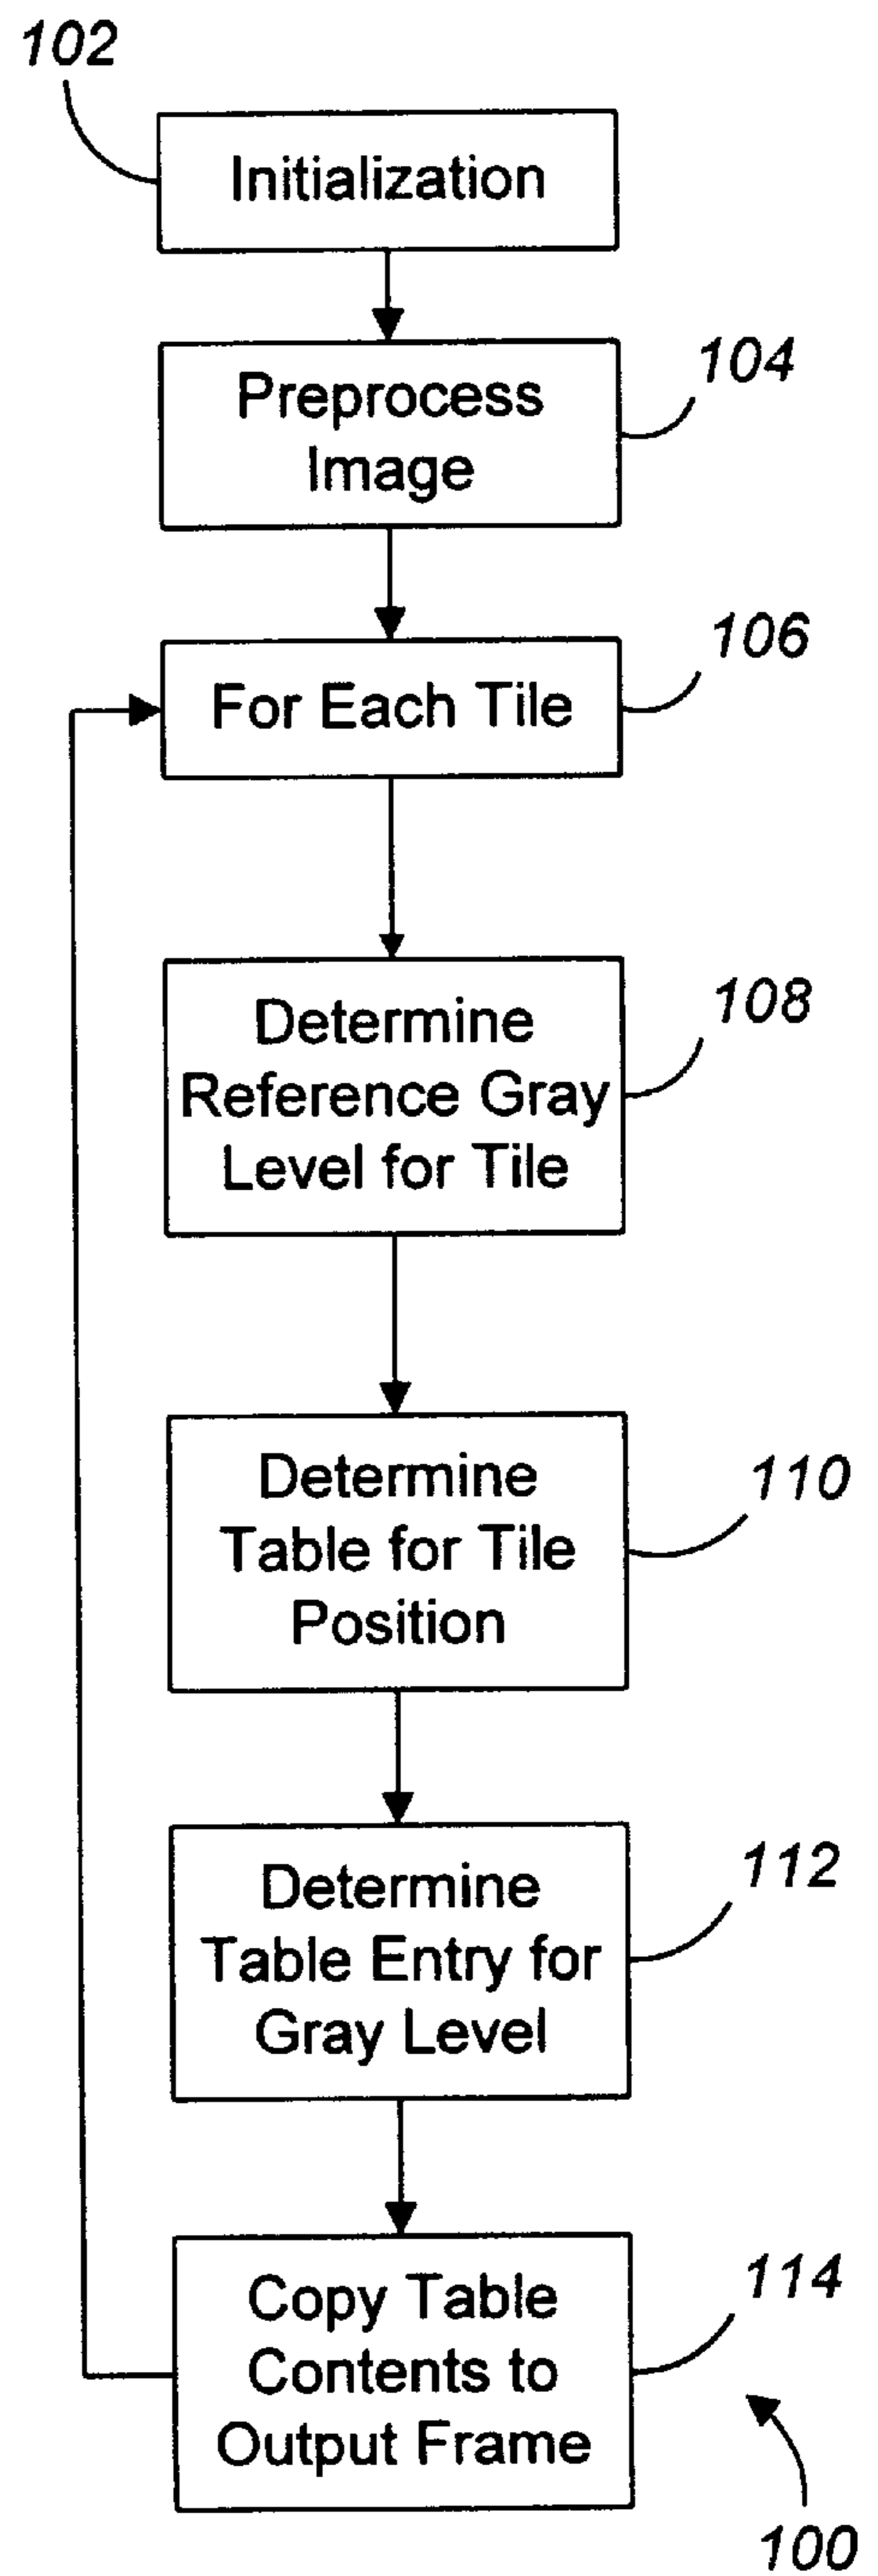 102
Initialization
Preprocess
Image
104
For Each Tile
106
Determine
Reference Gray
Level for Tile
108
Determine
Table for Tile
Position
110
Determine
Table Entry for
Gray Level
112
Copy Table
Contents to
Output Frame
114
100